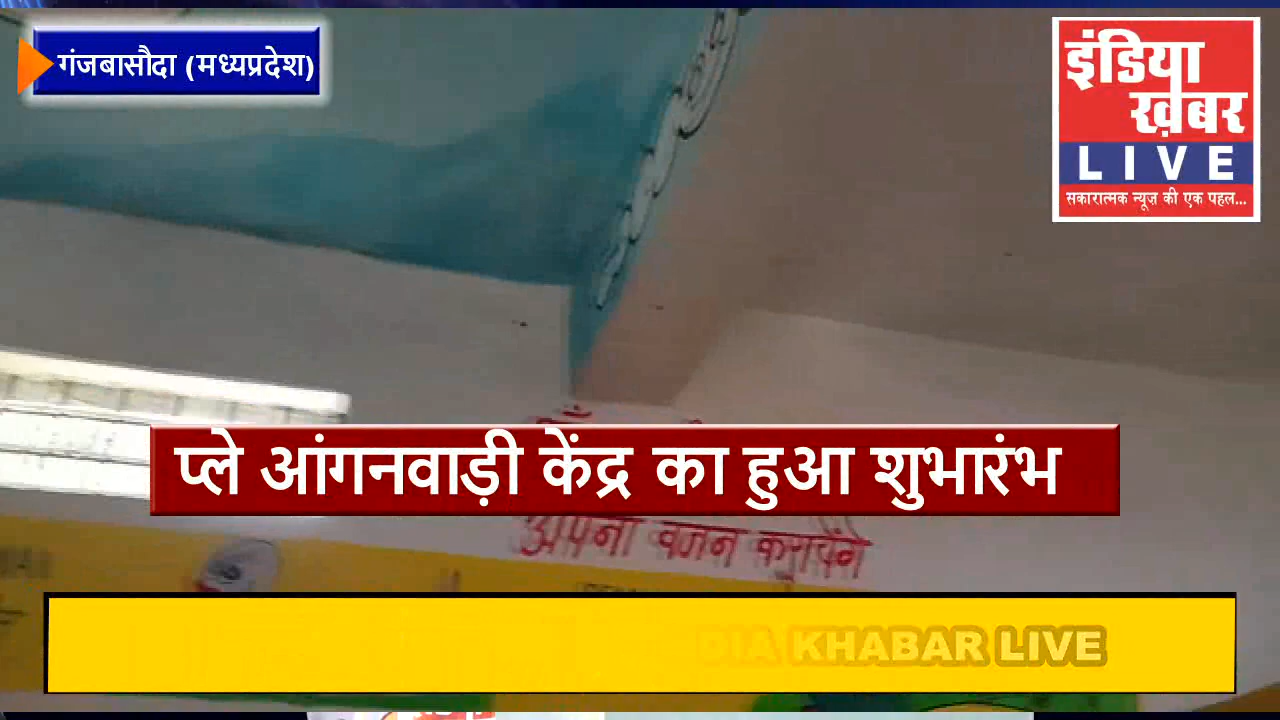 गंजबासौदा (मध्यप्रदेश)
इंडिया
ख़बर
LIVE
सकारात्मक न्यूज़ की एक पहल...
प्ले आंगनवाड़ी केंद्र का हुआ शुभारंभ
अपना वजन करायेंगे
DIA KHABAR LIVE